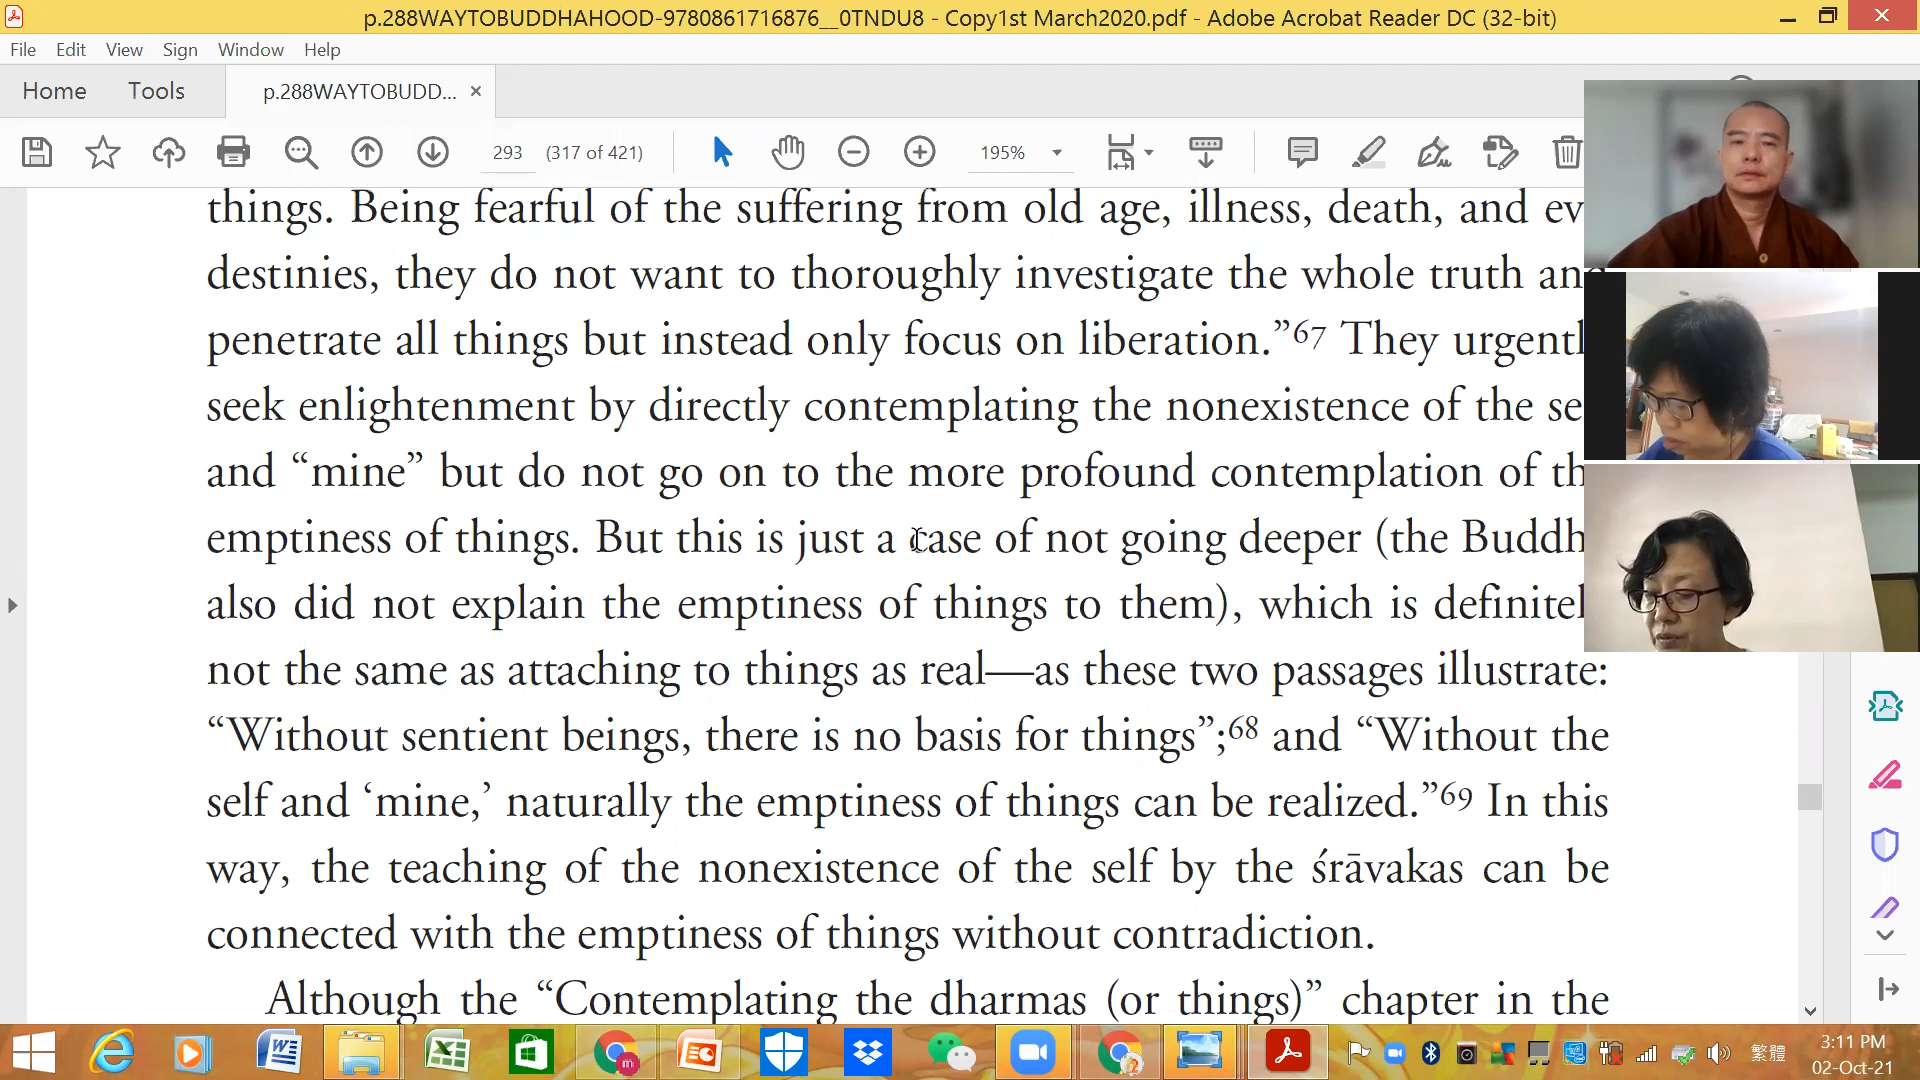 p.288WAYTOBUDDHAHOOD-9780861716876__0TNDU8 - Copy1st March2020.pdf - Adobe Acrobat Reader DC (32-bit)
File Edit View Sign Window Help
Home Tools p.288WAYTOBUDD... ×
293 (317 of 421) 195%
things. Being fearful of the suffering from old age, illness, death, and ev
destinies, they do not want to thoroughly investigate the whole truth and
penetrate all things but instead only focus on liberation.”67 They urgentl
seek enlightenment by directly contemplating the nonexistence of the se
and “mine” but do not go on to the more profound contemplation of th
emptiness of things. But this is just a case of not going deeper (the Buddh
also did not explain the emptiness of things to them), which is definitel
not the same as attaching to things as real—as these two passages illustrate:
“Without sentient beings, there is no basis for things”;68 and “Without the
self and ‘mine,’ naturally the emptiness of things can be realized.”69 In this
way, the teaching of the nonexistence of the self by the śrāvakas can be
connected with the emptiness of things without contradiction.
Although the “Contemplating the dharmas (or things)” chapter in the
繁體
3:11 PM
02-Oct-21